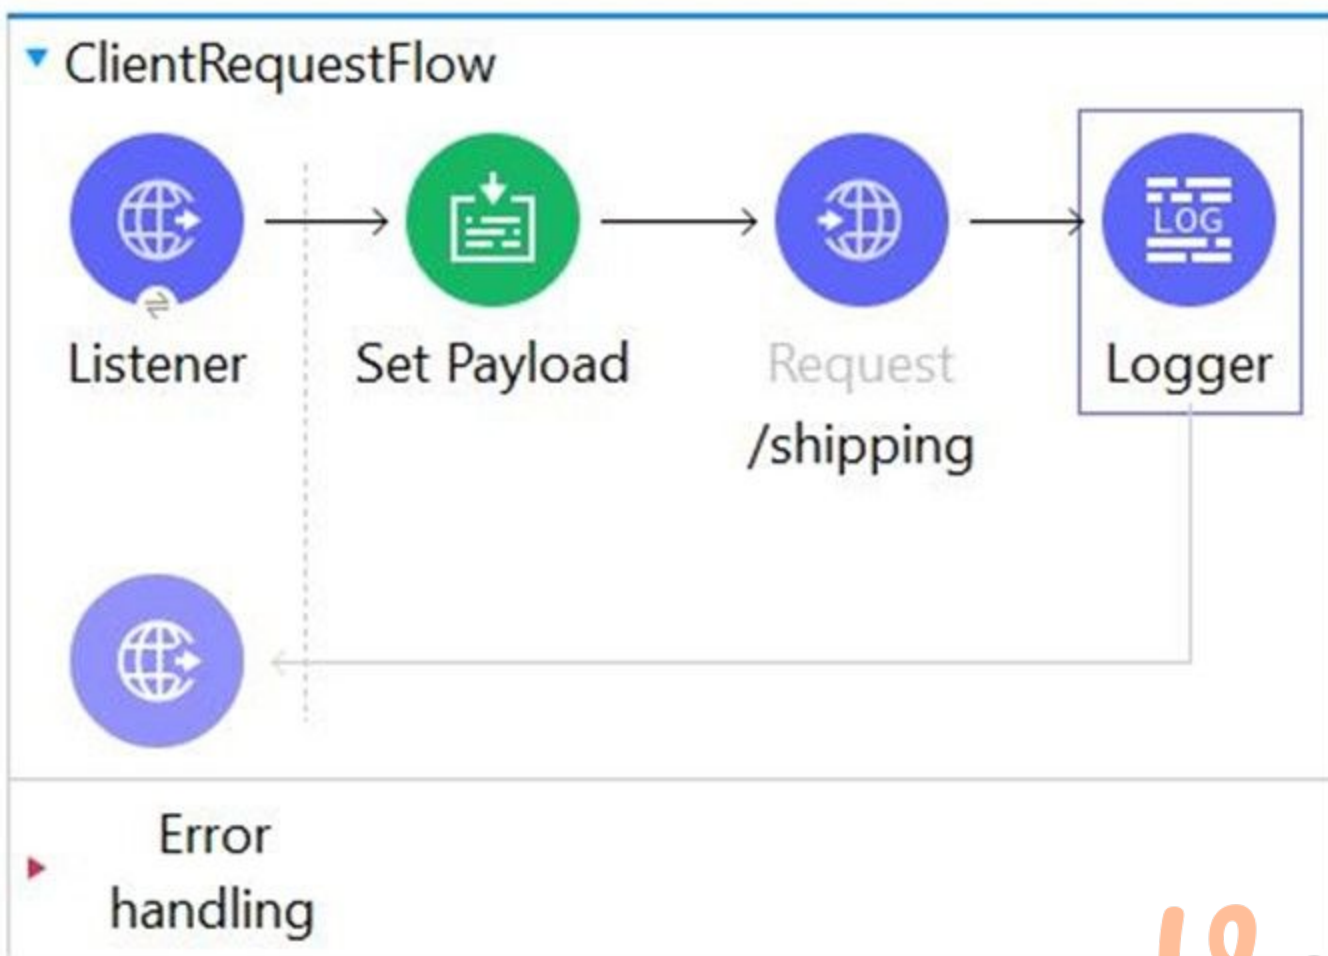 ClientRequestFlow
LOG
Listener
Set Payload
Request
Logger
/shipping
Error
handling